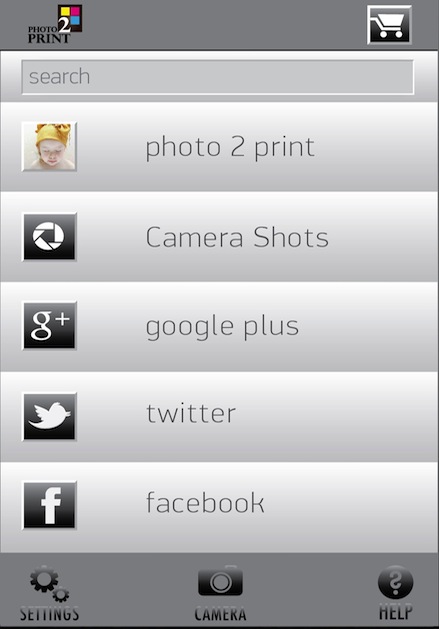 PHOTO 2
PRINT
search
photo 2 print
Camera Shots
g+ google plus
twitter
f facebook
SETTINGS CAMERA ? HELP